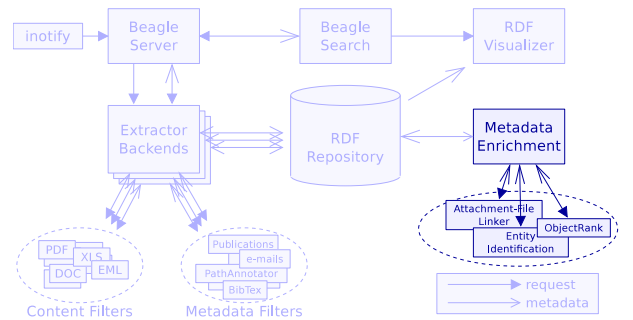 inotify
Beagle
Server
Beagle
Search
RDF
Visualizer
Extractor
Backends
RDF
Repository
Metadata
Enrichment
Attachment-File
Linker
ObjectRank
Entity
Identification
PDF
XLS
DOC
EML
Content Filters
Publications
e-mails
PathAnnotator
BibTex
Metadata Filters
request
metadata